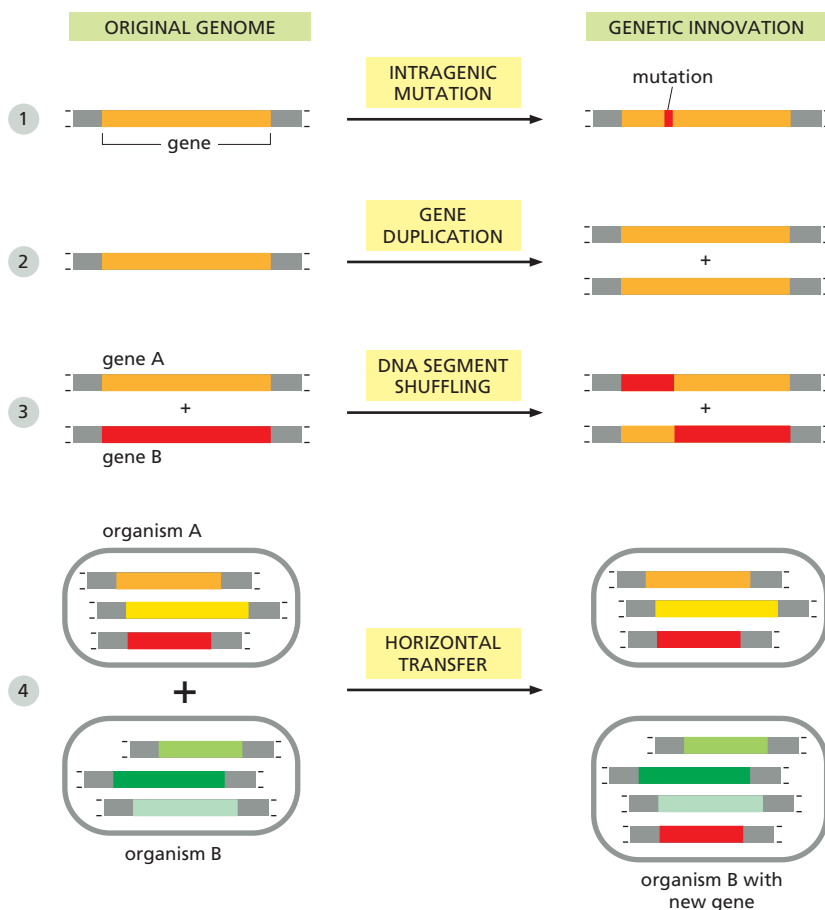 ORIGINAL GENOME
GENETIC INNOVATION
INTRAGENIC
MUTATION
mutation
1
gene
GENE
DUPLICATION
2
+
gene A
DNA SEGMENT
SHUFFLING
3
+
+
gene B
organism A
HORIZONTAL
TRANSFER
4
+
organism B
organism B with
new gene